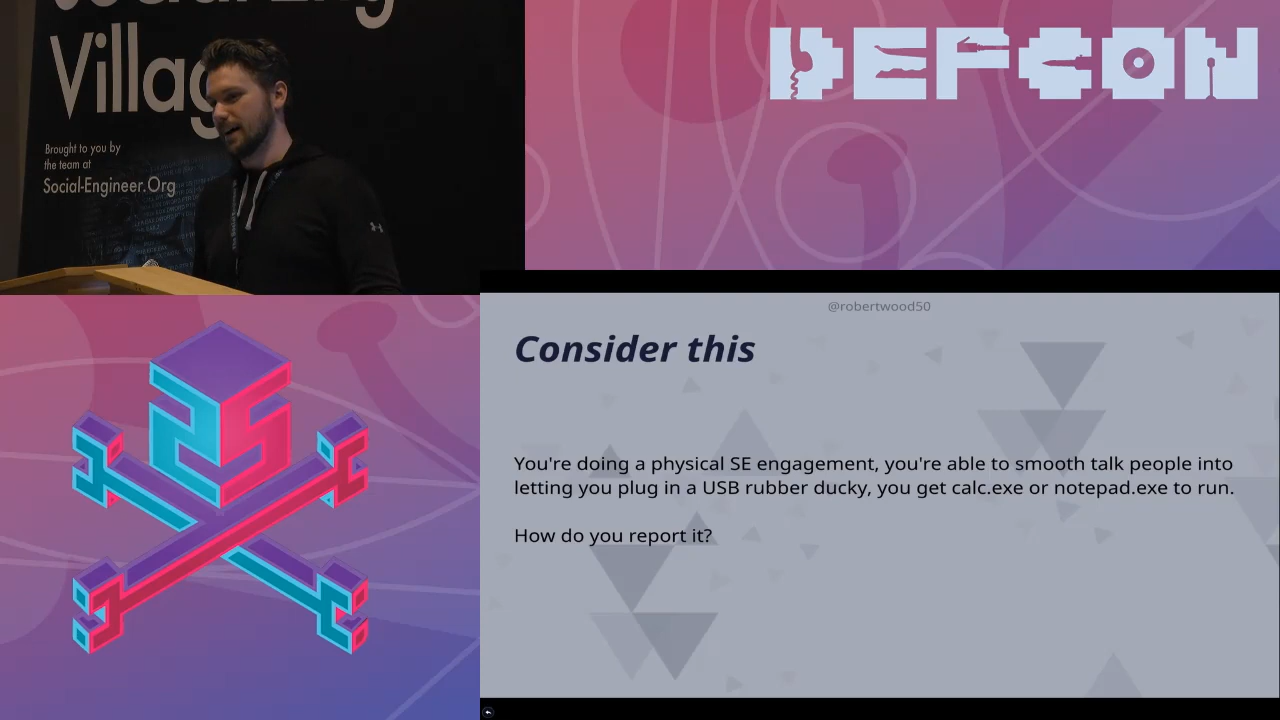 Village
Brought to you by
the team at
Social-Engineer.Org
DEFCON
@robertwood50
Consider this
You're doing a physical SE engagement, you're able to smooth talk people into
letting you plug in a USB rubber ducky, you get calc.exe or notepad.exe to run.
How do you report it?